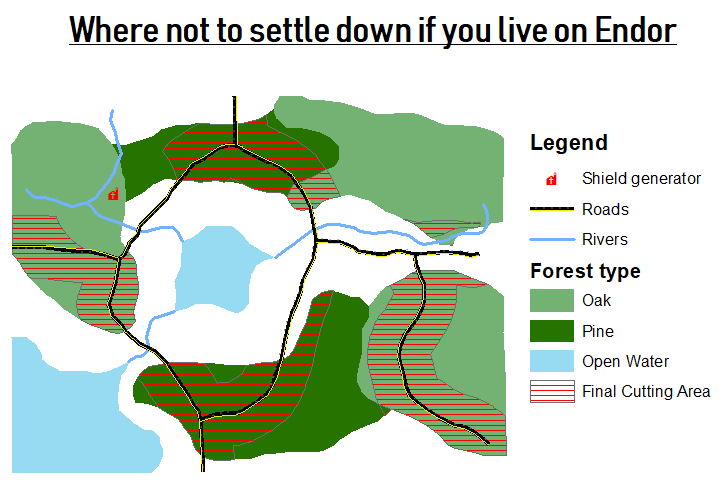 Where not to settle down if you live on Endor
Legend
Shield generator
Roads
Rivers
Forest type
Oak
Pine
Open Water
Final Cutting Area